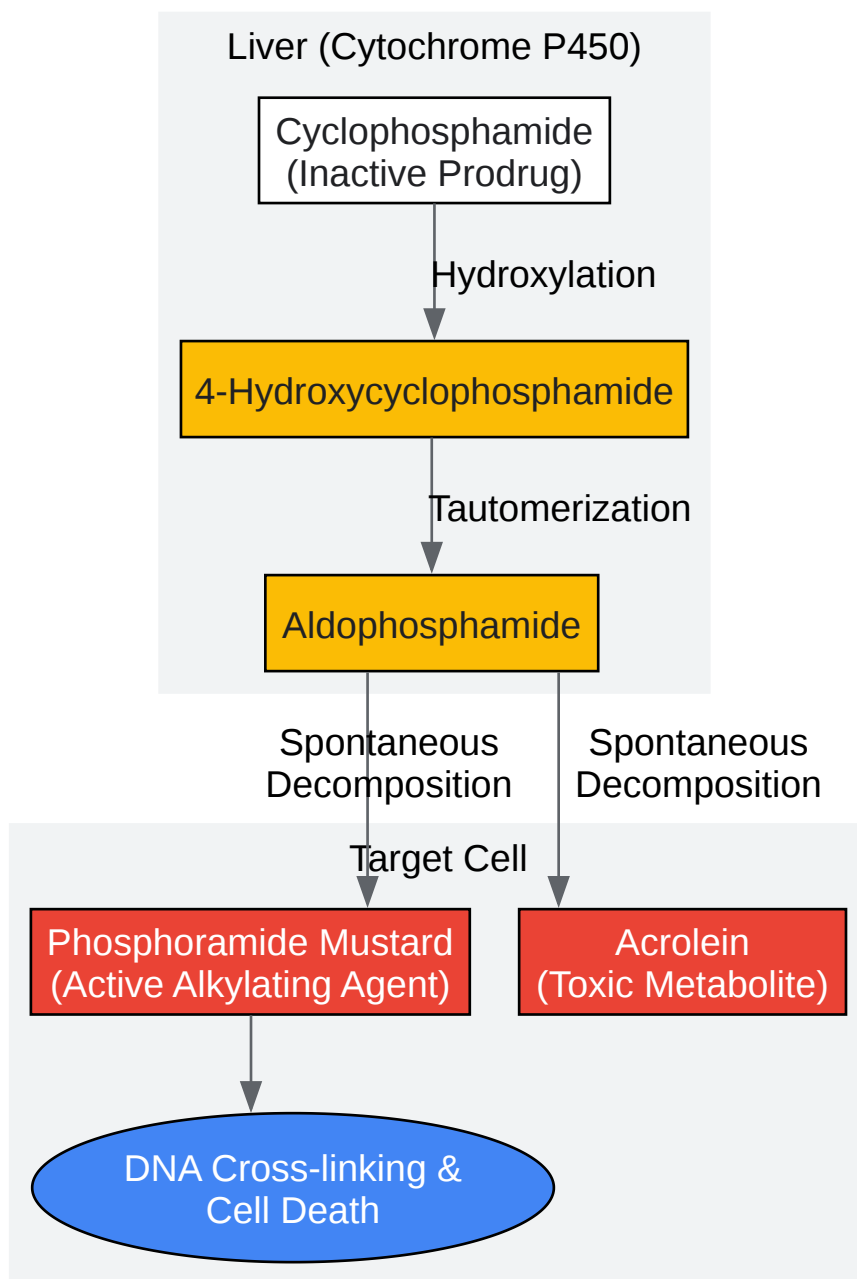 Liver (Cytochrome P450)
Cyclophosphamide
(Inactive Prodrug)
Hydroxylation
4-Hydroxycyclophosphamide
Tautomerization
Aldophosphamide
Spontaneous
Decomposition
Spontaneous
Decomposition
Target Cell
Phosphoramide Mustard
(Active Alkylating Agent)
Acrolein
(Toxic Metabolite)
DNA Cross-linking &
Cell Death